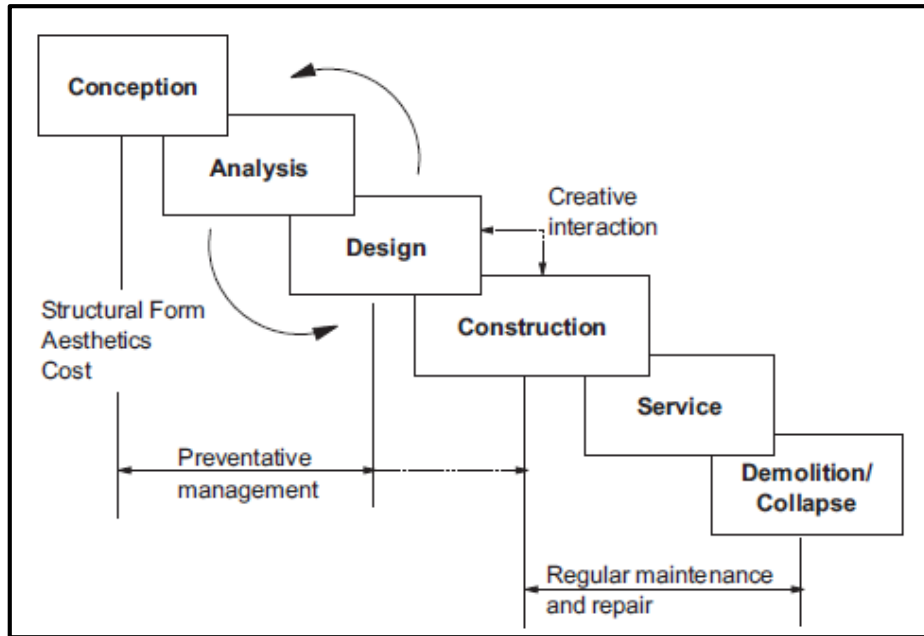 Conception
Analysis
Design
Creative
interaction
Structural Form
Aesthetics
Cost
Construction
Service
Preventative
management
Demolition/
Collapse
Regular maintenance
and repair